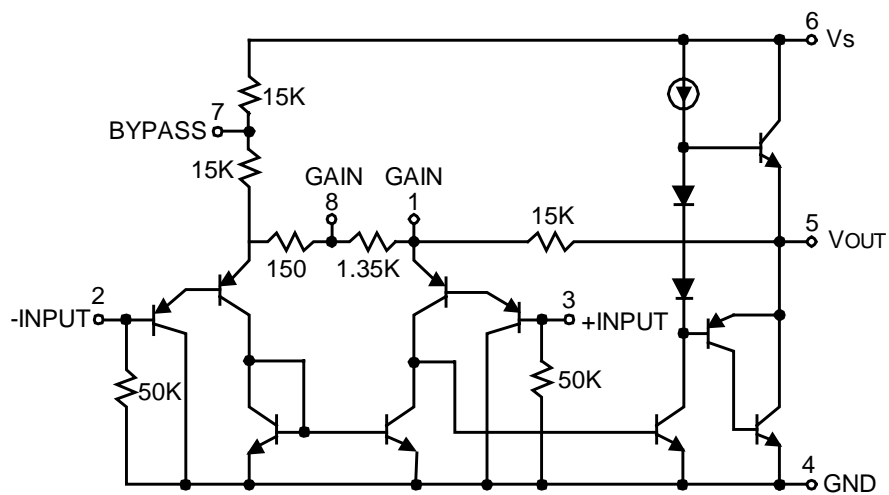 6
Vs
15K
7
BYPASS
15K
GAIN
8
GAIN
1
15K
5
VOUT
150
1.35K
2
-INPUT
3
+INPUT
50K
50K
4
GND